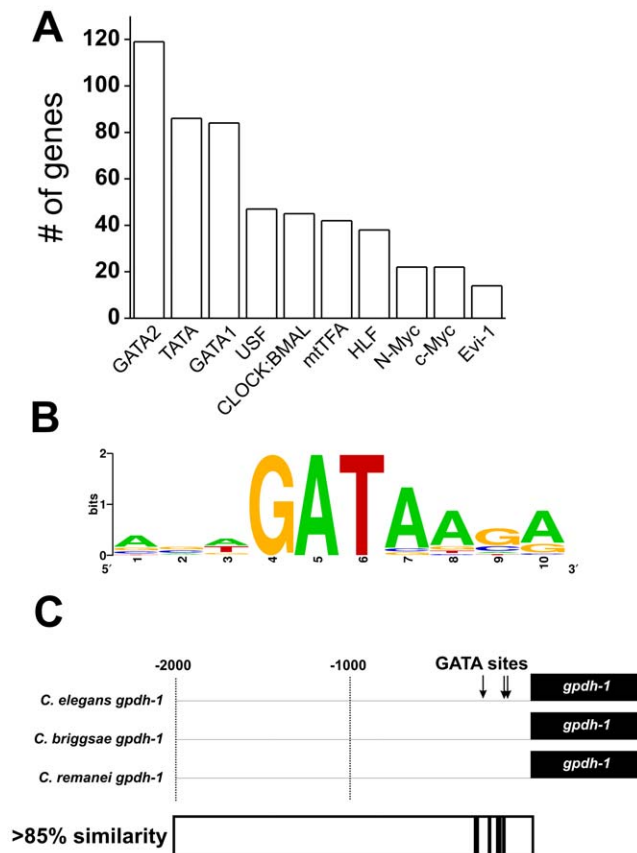 A
# of genes
120
100
80
60
40
20
0
GATA2
TATA
GATA1
USF
CLOCK:BMAL
mtTFA
HLF
N-Myc
c-Myc
Evi-1
B
2
bits
1
0
GATAAGA
5′
1 2 3 4 5 6 7 8 9 10
3′
C
-2000 -1000 GATA sites
C. elegans gpdh-1 gpdh-1
C. briggsae gpdh-1 gpdh-1
C. remanei gpdh-1 gpdh-1
>85% similarity